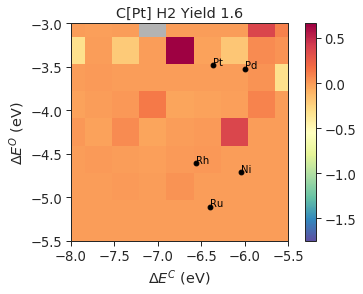 C[Pt] H2 Yield 1.6
−3.0
−3.5
−4.0
−4.5
−5.0
−5.5
ΔE^O (eV)
Pt
Pd
Rh
Ni
Ru
−8.0 −7.5 −7.0 −6.5 −6.0 −5.5
ΔE^C (eV)
0.5
0.0
−0.5
−1.0
−1.5